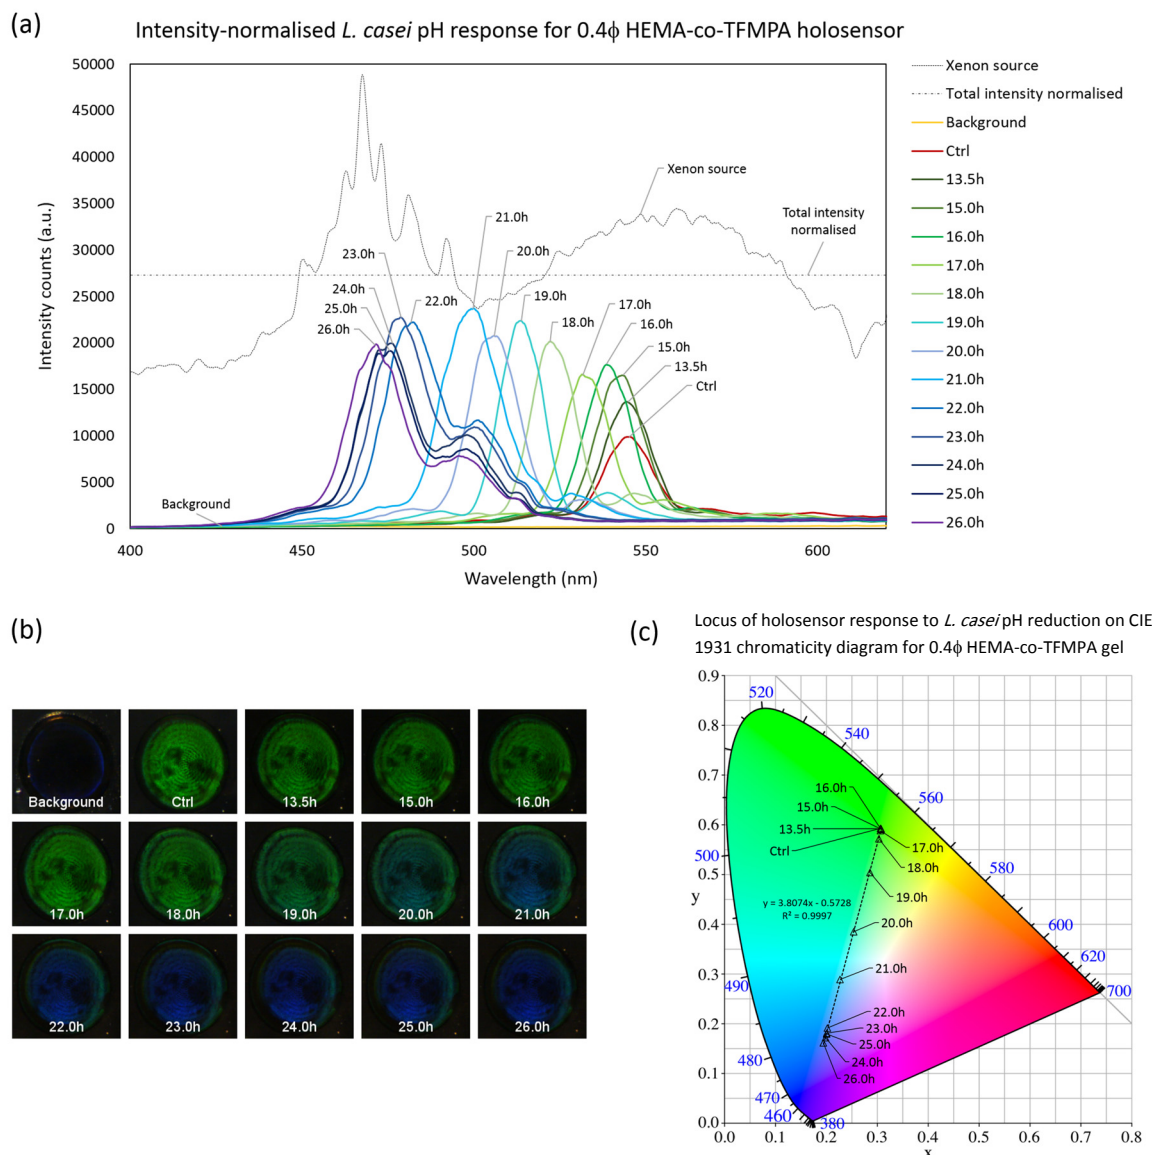 (a)
Intensity-normalised L. casei pH response for 0.4ϕ HEMA-co-TFMPA holosensor
50000
45000
40000
35000
30000
25000
20000
15000
10000
5000
0
Intensity counts (a.u.)
400
450
500
550
600
Wavelength (nm)
Xenon source
Total intensity
normalised
21.0h
20.0h
23.0h
24.0h
25.0h
26.0h
22.0h
19.0h
18.0h
17.0h
16.0h
15.0h
13.5h
Ctrl
Background
Xenon source
Total intensity normalised
Background
Ctrl
13.5h
15.0h
16.0h
17.0h
18.0h
19.0h
20.0h
21.0h
22.0h
23.0h
24.0h
25.0h
26.0h
(b)
Background
Ctrl
13.5h
15.0h
16.0h
17.0h
18.0h
19.0h
20.0h
21.0h
22.0h
23.0h
24.0h
25.0h
26.0h
(c)
Locus of holosensor response to L. casei pH reduction on CIE
1931 chromaticity diagram for 0.4ϕ HEMA-co-TFMPA gel
0.9
0.8
0.7
0.6
0.5
0.4
0.3
0.2
0.1
0.0
y
0.0
0.1
0.2
0.3
0.4
0.5
0.6
0.7
0.8
x
520
540
560
580
600
620
700
500
490
480
470
460
380
16.0h
15.0h
13.5h
Ctrl
17.0h
18.0h
19.0h
y = 3.8074x - 0.5728
R² = 0.9997
20.0h
21.0h
22.0h
23.0h
25.0h
24.0h
26.0h